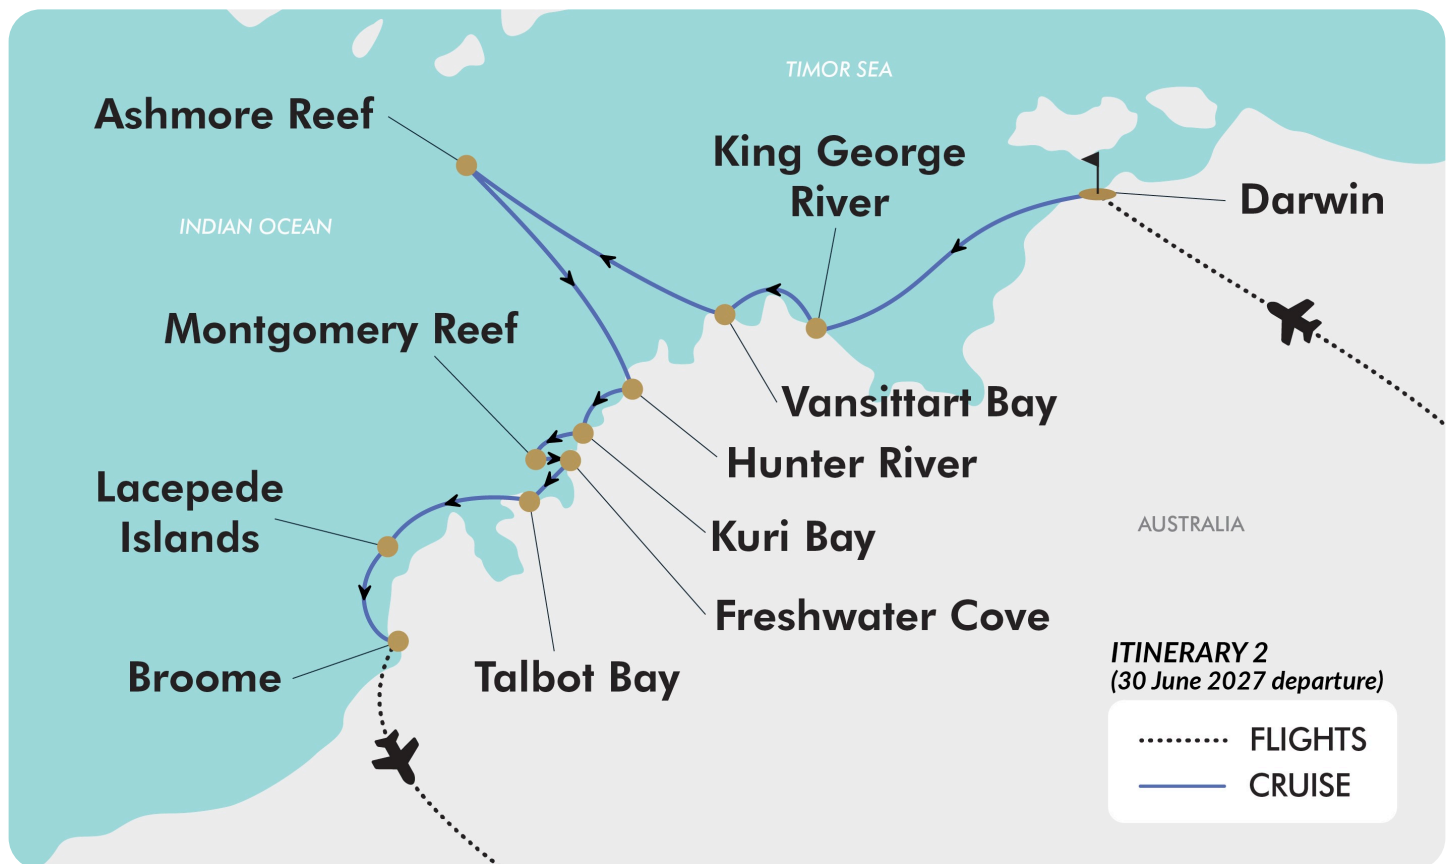 TIMOR SEA
Ashmore Reef
King George
River
Darwin
INDIAN OCEAN
Montgomery Reef
Vansittart Bay
Hunter River
Lacepede
Islands
Kuri Bay
AUSTRALIA
Freshwater Cove
Broome
Talbot Bay
ITINERARY 2
(30 June 2027 departure)
FLIGHTS
CRUISE